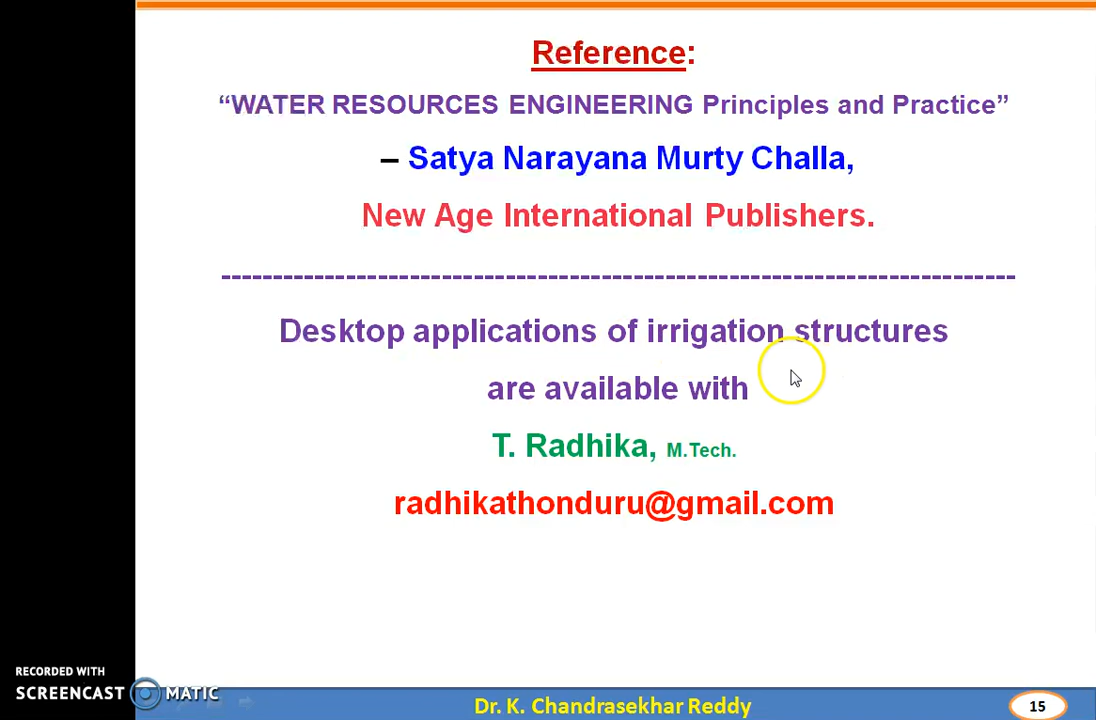 Reference:
“WATER RESOURCES ENGINEERING Principles and Practice”
– Satya Narayana Murty Challa,
New Age International Publishers.
-----------------------------------------------------------------------------
Desktop applications of irrigation structures
are available with
T. Radhika, M.Tech.
radhikathonduru@gmail.com
RECORDED WITH
SCREENCAST MATIC
Dr. K. Chandrasekhar Reddy
15